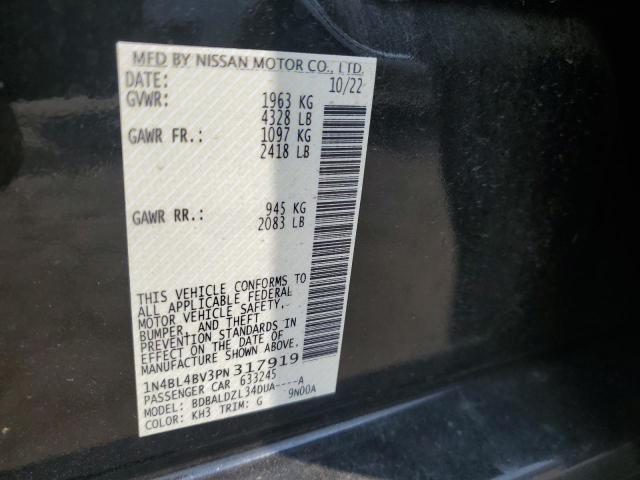 MFD BY NISSAN MOTOR CO., LTD.
DATE: 10/22
GVWR: 1963 KG
4328 LB
GAWR FR.: 1097 KG
2418 LB
GAWR RR.: 945 KG
2083 LB
THIS VEHICLE CONFORMS TO
ALL APPLICABLE FEDERAL
MOTOR VEHICLE SAFETY,
BUMPER, AND THEFT
PREVENTION STANDARDS IN
EFFECT ON THE DATE OF
MANUFACTURE SHOWN ABOVE
1N4BL4BV3PN317919
PASSENGER CAR 633245
MODEL: BDBALDZL34DUA----A
COLOR: KH3 TRIM: G 9N00A